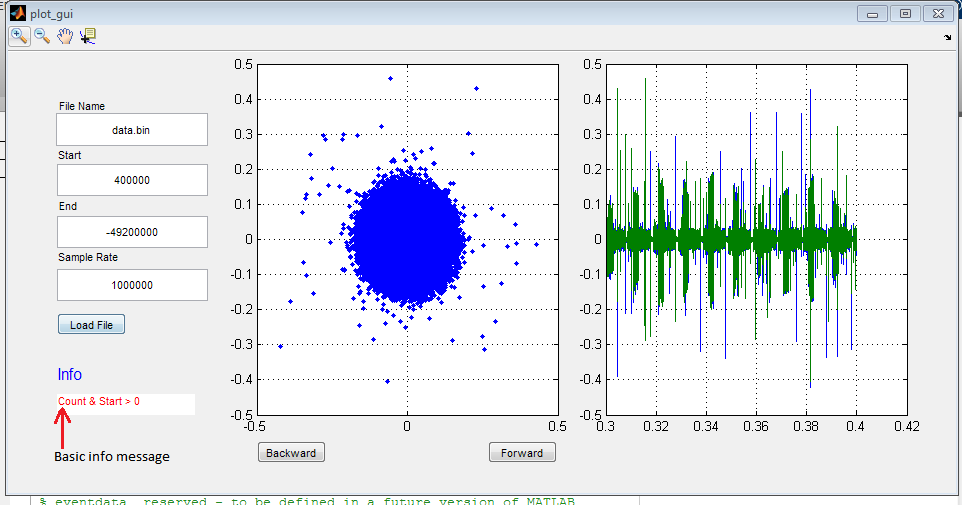 plot_gui
File Name
data.bin
Start
400000
End
-49200000
Sample Rate
1000000
Load File
Info
Count & Start > 0
Basic info message
0.5
0.4
0.3
0.2
0.1
0
-0.1
-0.2
-0.3
-0.4
-0.5
-0.5 0 0.5
Backward Forward
0.5
0.4
0.3
0.2
0.1
0
-0.1
-0.2
-0.3
-0.4
-0.5
0.3 0.32 0.34 0.36 0.38 0.4 0.42
% eventdata reserved - to be defined in a future version of MATLAB